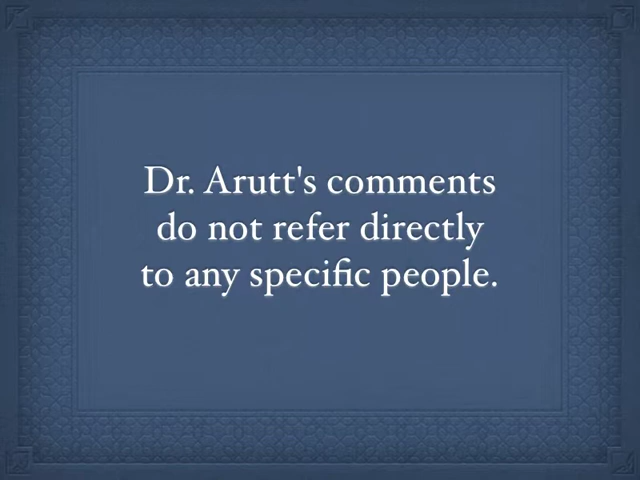 Dr. Arutt's comments
do not refer directly
to any specific people.